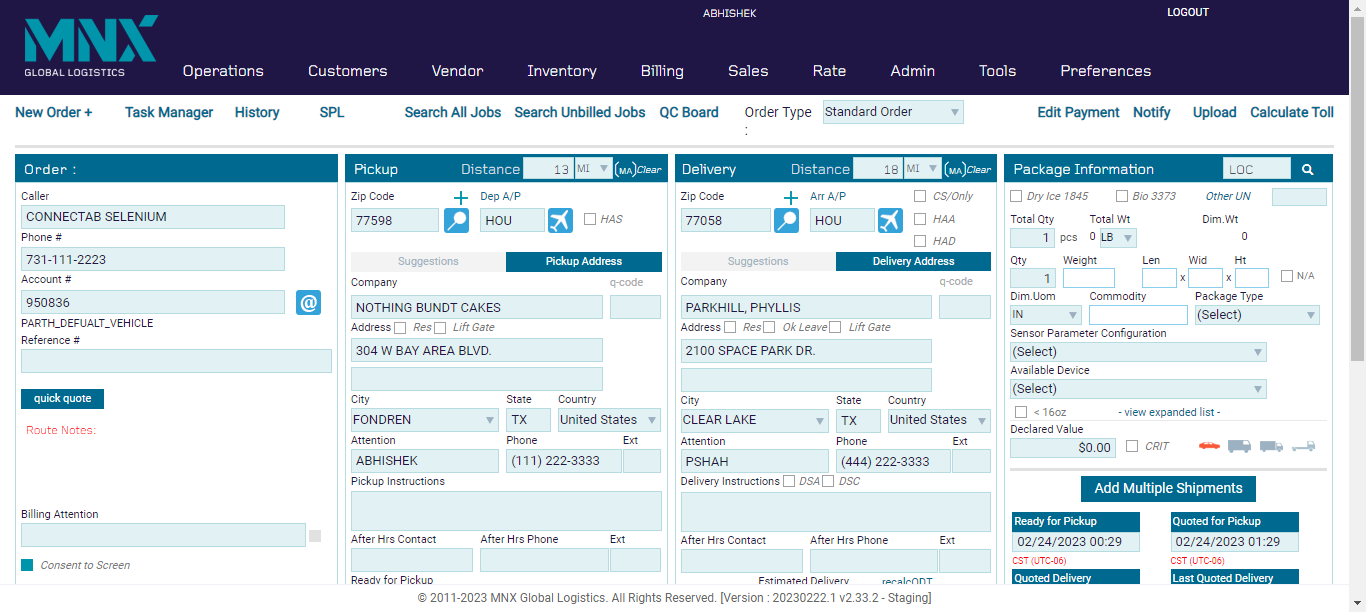 ABHISHEK
LOGOUT
MNX
GLOBAL LOGISTICS
Operations Customers Vendor Inventory Billing Sales Rate Admin Tools Preferences
New Order + Task Manager History SPL Search All Jobs Search Unbilled Jobs QC Board Order Type : Standard Order Edit Payment Notify Upload Calculate Toll
Order :
Caller
CONNECTAB SELENIUM
Phone #
731-111-2223
Account #
950836 @
PARTH_DEFUALT_VEHICLE
Reference #
quick quote
Route Notes:
Billing Attention
Consent to Screen
Pickup Distance 13 MI (MA) Clear
Zip Code + Dep A/P
77598 HOU HAS
Suggestions Pickup Address
Company q-code
NOTHING BUNDT CAKES
Address Res Lift Gate
304 W BAY AREA BLVD.
City State Country
FONDREN TX United States
Attention Phone Ext
ABHISHEK (111) 222-3333
Pickup Instructions
After Hrs Contact After Hrs Phone Ext
Ready for Pickup
Delivery Distance 18 MI (MA) Clear
Zip Code + Arr A/P CS/Only
77058 HOU HAA
HAD
Suggestions Delivery Address
Company q-code
PARKHILL, PHYLLIS
Address Res Ok Leave Lift Gate
2100 SPACE PARK DR.
City State Country
CLEAR LAKE TX United States
Attention Phone Ext
PSHAH (444) 222-3333
Delivery Instructions DSA DSC
After Hrs Contact After Hrs Phone Ext
Estimated Delivery recalcODT
Package Information LOC
Dry Ice 1845 Bio 3373 Other UN
Total Qty Total Wt Dim.Wt
1 pcs 0 LB 0
Qty Weight Len Wid Ht
1 x x N/A
Dim.Uom Commodity Package Type
IN (Select)
Sensor Parameter Configuration
(Select)
Available Device
(Select)
< 16oz - view expanded list -
Declared Value
$0.00 CRIT
Add Multiple Shipments
Ready for Pickup Quoted for Pickup
02/24/2023 00:29 02/24/2023 01:29
CST (UTC-06) CST (UTC-06)
Quoted Delivery Last Quoted Delivery
© 2011-2023 MNX Global Logistics. All Rights Reserved. [Version : 20230222.1 v2.33.2 - Staging]